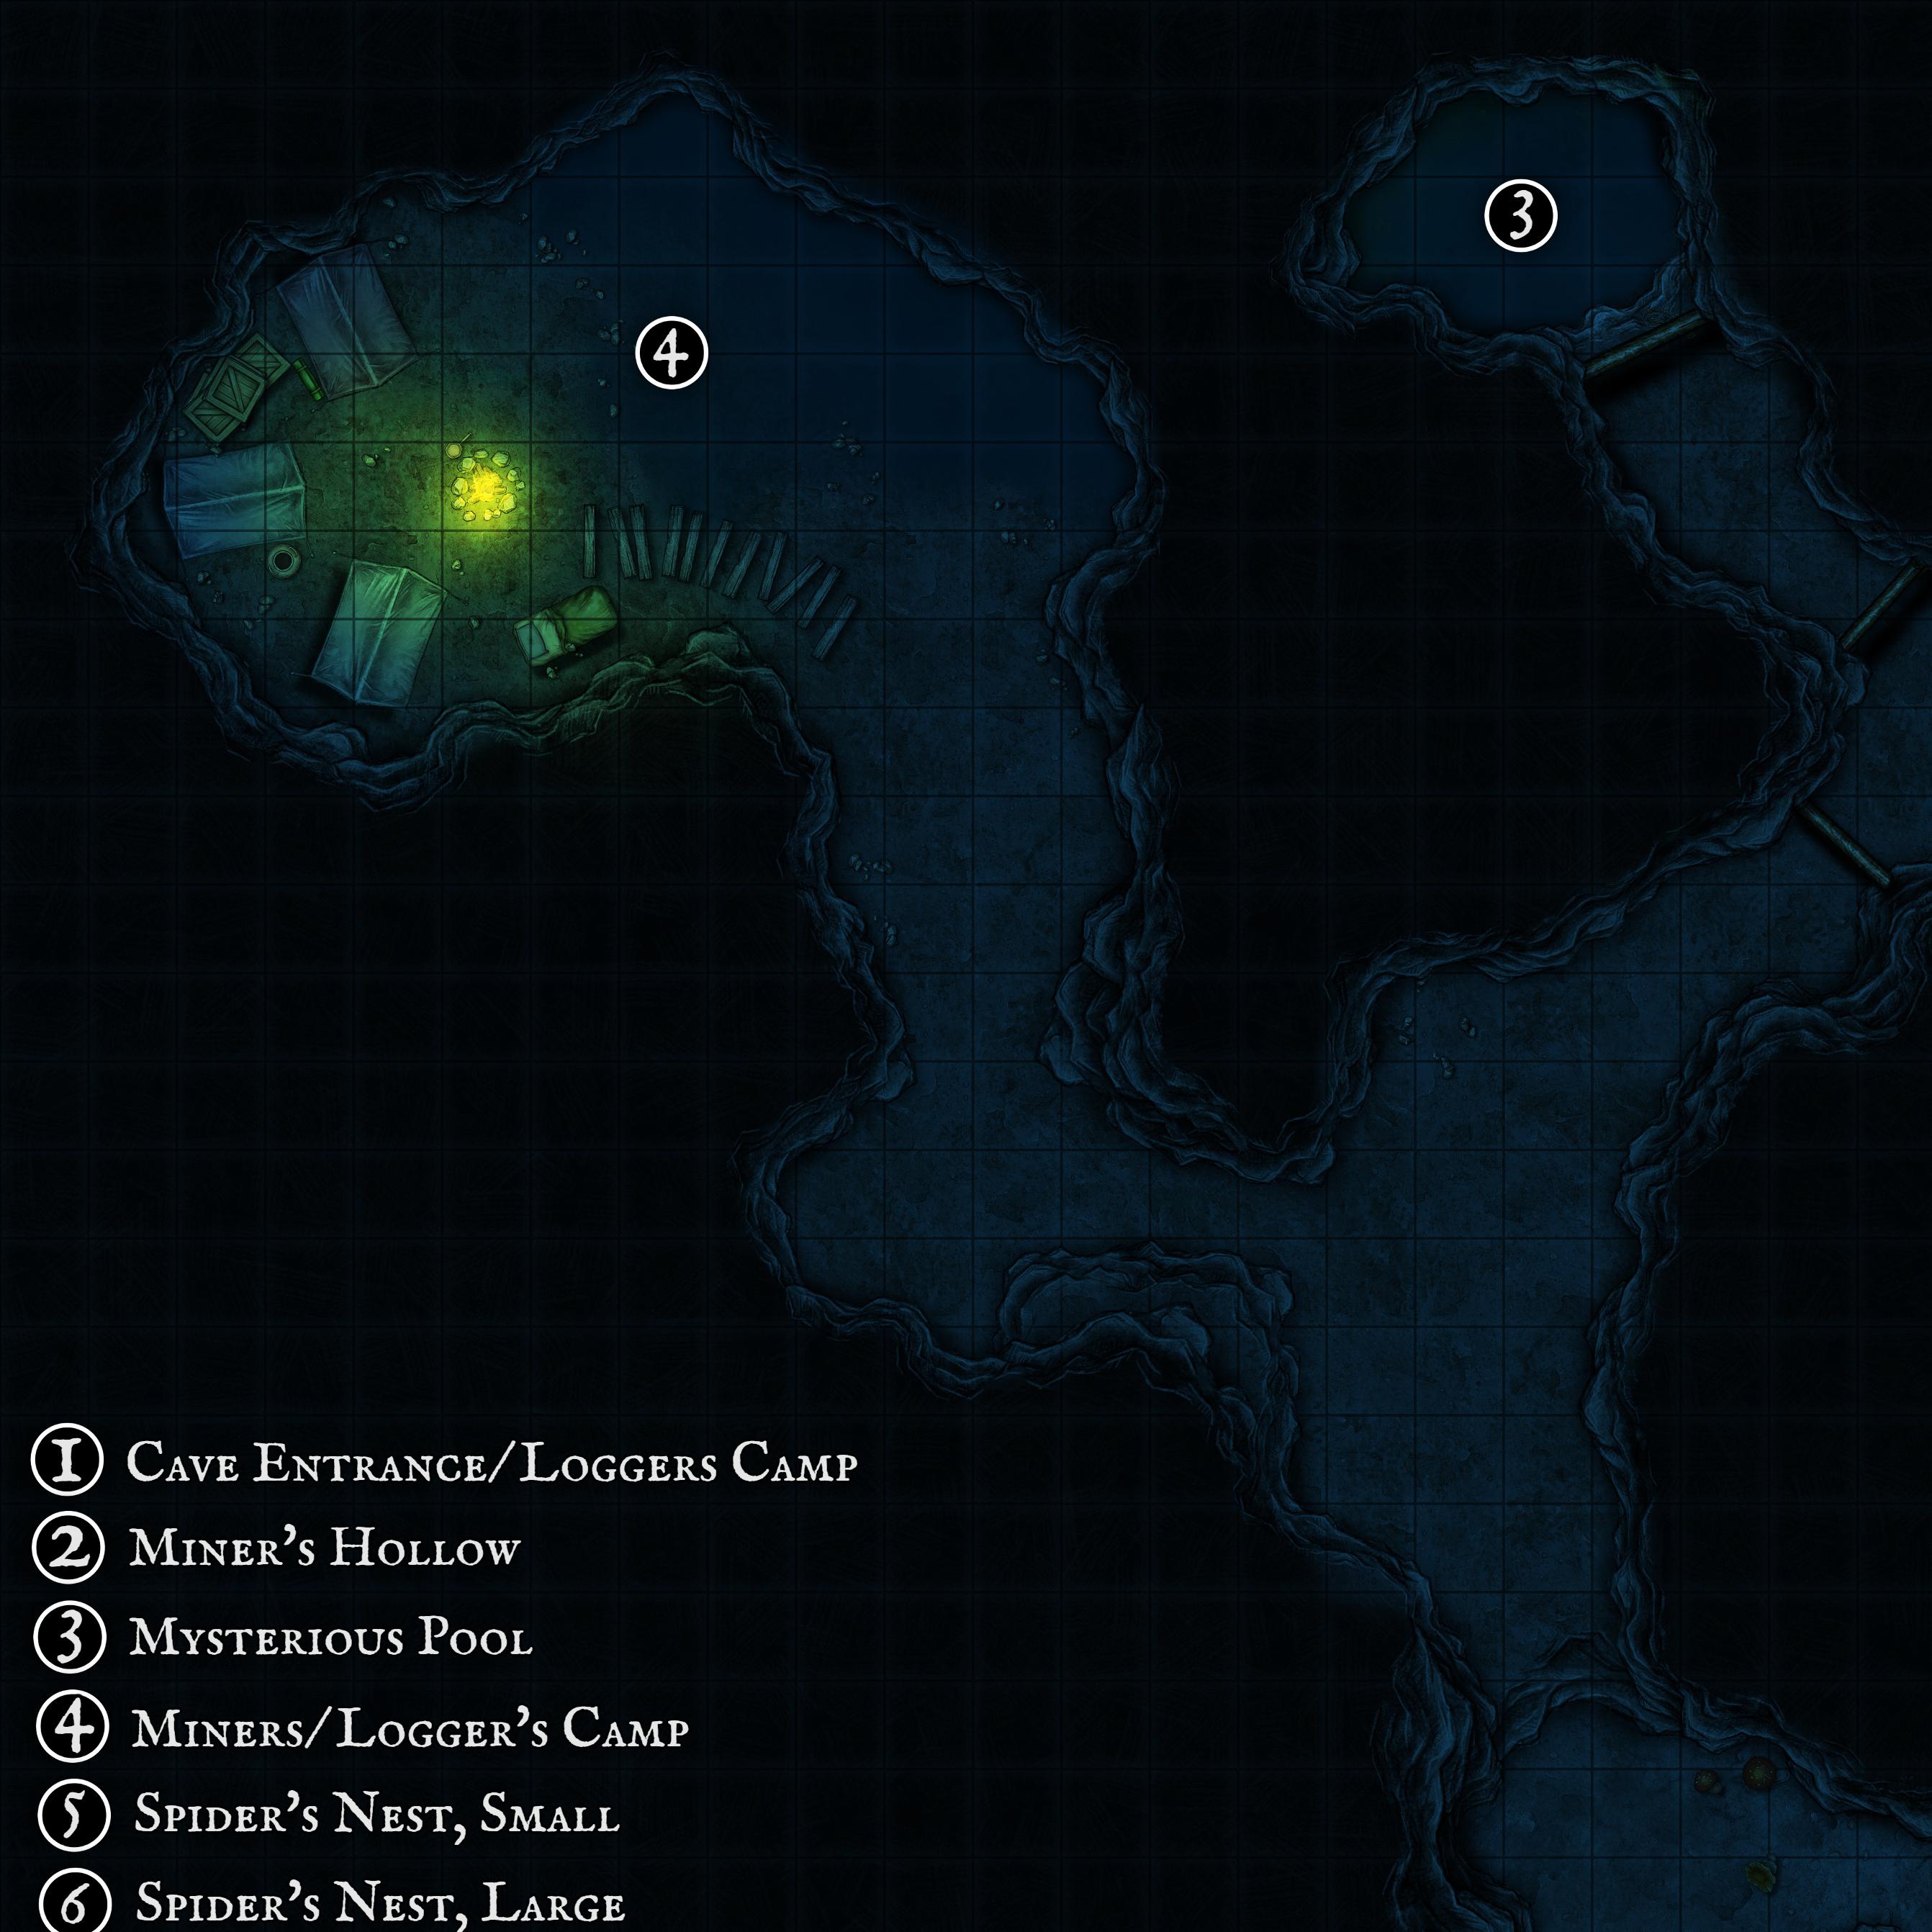 3
4
1 Cave Entrance/Loggers Camp
2 Miner's Hollow
3 Mysterious Pool
4 Miners/Logger's Camp
5 Spider's Nest, Small
6 Spider's Nest, Large